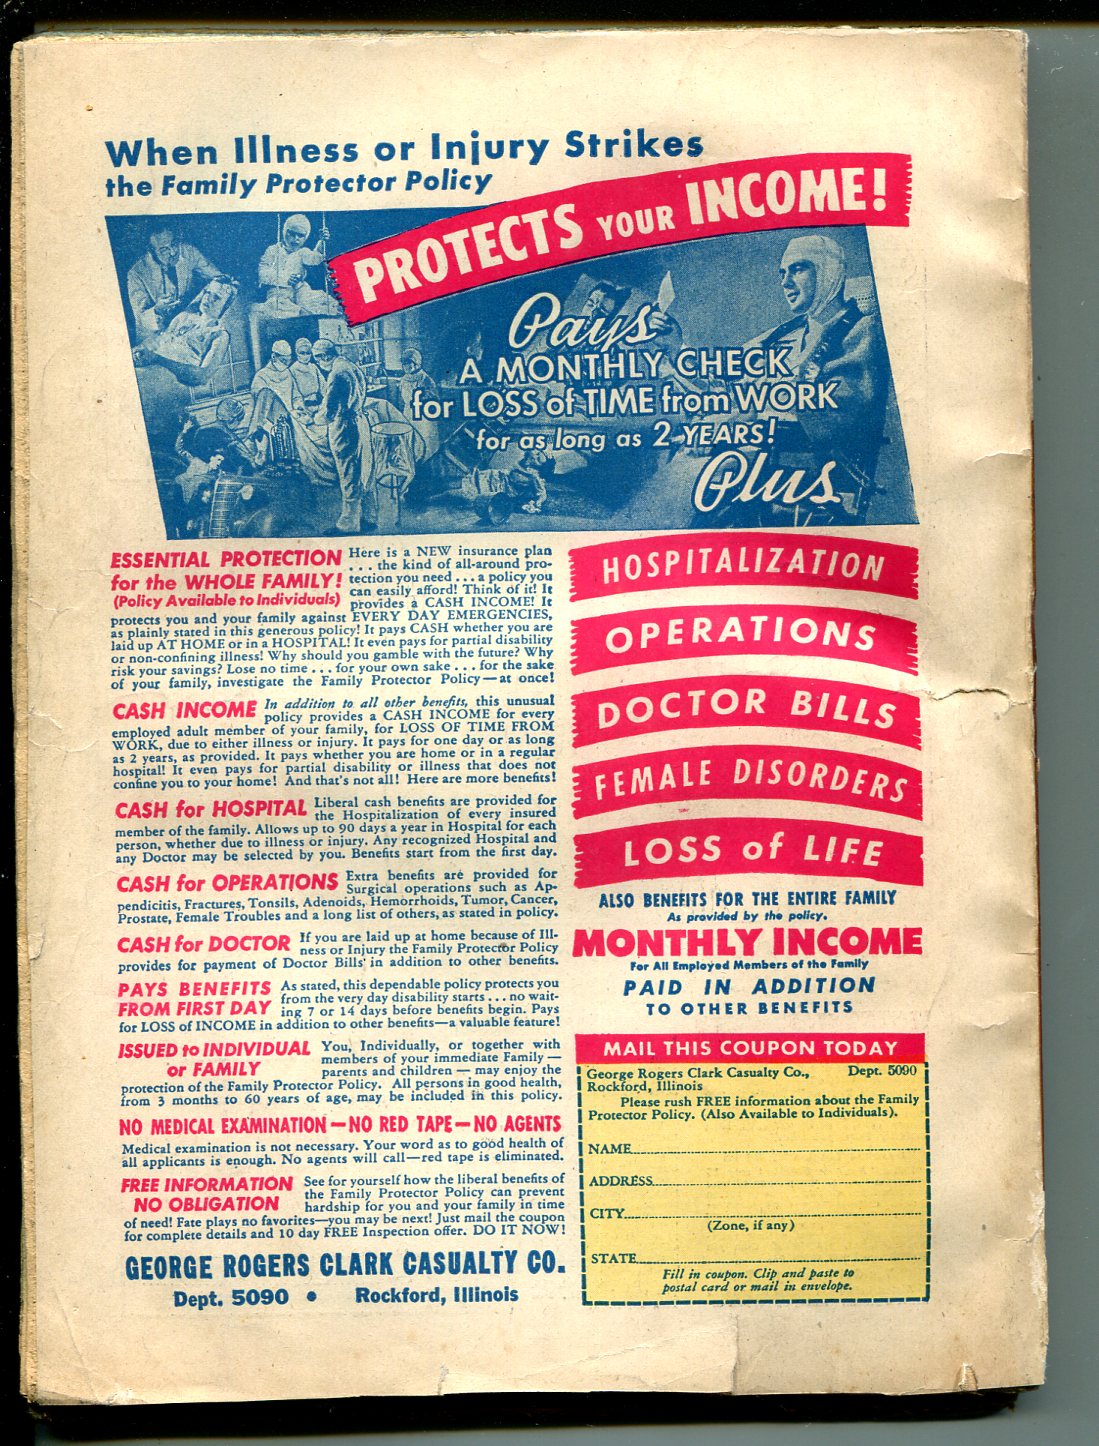 When Illness or Injury Strikes
the Family Protector Policy
PROTECTS YOUR INCOME!
Pays
A MONTHLY CHECK
for LOSS of TIME from WORK
for as long as 2 YEARS!
Plus
ESSENTIAL PROTECTION
for the WHOLE FAMILY!
(Policy Available to Individuals)
Here is a NEW insurance plan
. . . the kind of all-around pro-
tection you need . . . a policy you
can easily afford! Think of it! It
provides a CASH INCOME! It
protects you and your family against EVERY DAY EMERGENCIES,
as plainly stated in this generous policy! It pays CASH whether you are
laid up AT HOME or in a HOSPITAL! It even pays for partial disability
or non-confining illness! Why should you gamble with the future? Why
risk your savings? Lose no time . . . for your own sake . . . for the sake
of your family, investigate the Family Protector Policy—at once!
CASH INCOME In addition to all other benefits, this unusual
policy provides a CASH INCOME for every
employed adult member of your family, for LOSS OF TIME FROM
WORK, due to either illness or injury. It pays for one day or as long
as 2 years, as provided. It pays whether you are home or in a regular
hospital! It even pays for partial disability or illness that does not
confine you to your home! And that's not all! Here are more benefits!
CASH for HOSPITAL Liberal cash benefits are provided for
the Hospitalization of every insured
member of the family. Allows up to 90 days a year in Hospital for each
person, whether due to illness or injury. Any recognized Hospital and
any Doctor may be selected by you. Benefits start from the first day.
CASH for OPERATIONS Extra benefits are provided for
Surgical operations such as Ap-
pendicitis, Fractures, Tonsils, Adenoids, Hemorrhoids, Tumor, Cancer,
Prostate, Female Troubles and a long list of others, as stated in policy.
CASH for DOCTOR If you are laid up at home because of Ill-
ness or Injury the Family Protector Policy
provides for payment of Doctor Bills in addition to other benefits.
PAYS BENEFITS
FROM FIRST DAY
As stated, this dependable policy protects you
from the very day disability starts . . . no wait-
ing 7 or 14 days before benefits begin. Pays
for LOSS of INCOME in addition to other benefits—a valuable feature!
ISSUED to INDIVIDUAL
or FAMILY
You, Individually, or together with
members of your immediate Family —
parents and children — may enjoy the
protection of the Family Protector Policy. All persons in good health,
from 3 months to 60 years of age, may be included in this policy.
NO MEDICAL EXAMINATION—NO RED TAPE—NO AGENTS
Medical examination is not necessary. Your word as to good health of
all applicants is enough. No agents will call—red tape is eliminated.
FREE INFORMATION
NO OBLIGATION
See for yourself how the liberal benefits of
the Family Protector Policy can prevent
hardship for you and your family in time
of need! Fate plays no favorites—you may be next! Just mail the coupon
for complete details and 10 day FREE Inspection offer. DO IT NOW!
GEORGE ROGERS CLARK CASUALTY CO.
Dept. 5090 • Rockford, Illinois
HOSPITALIZATION
OPERATIONS
DOCTOR BILLS
FEMALE DISORDERS
LOSS of LIFE
ALSO BENEFITS FOR THE ENTIRE FAMILY
As provided by the policy.
MONTHLY INCOME
For All Employed Members of the Family
PAID IN ADDITION
TO OTHER BENEFITS
MAIL THIS COUPON TODAY
George Rogers Clark Casualty Co., Dept. 5090
Rockford, Illinois
Please rush FREE information about the Family
Protector Policy. (Also Available to Individuals).
NAME
ADDRESS
CITY
(Zone, if any)
STATE
Fill in coupon. Clip and paste to
postal card or mail in envelope.